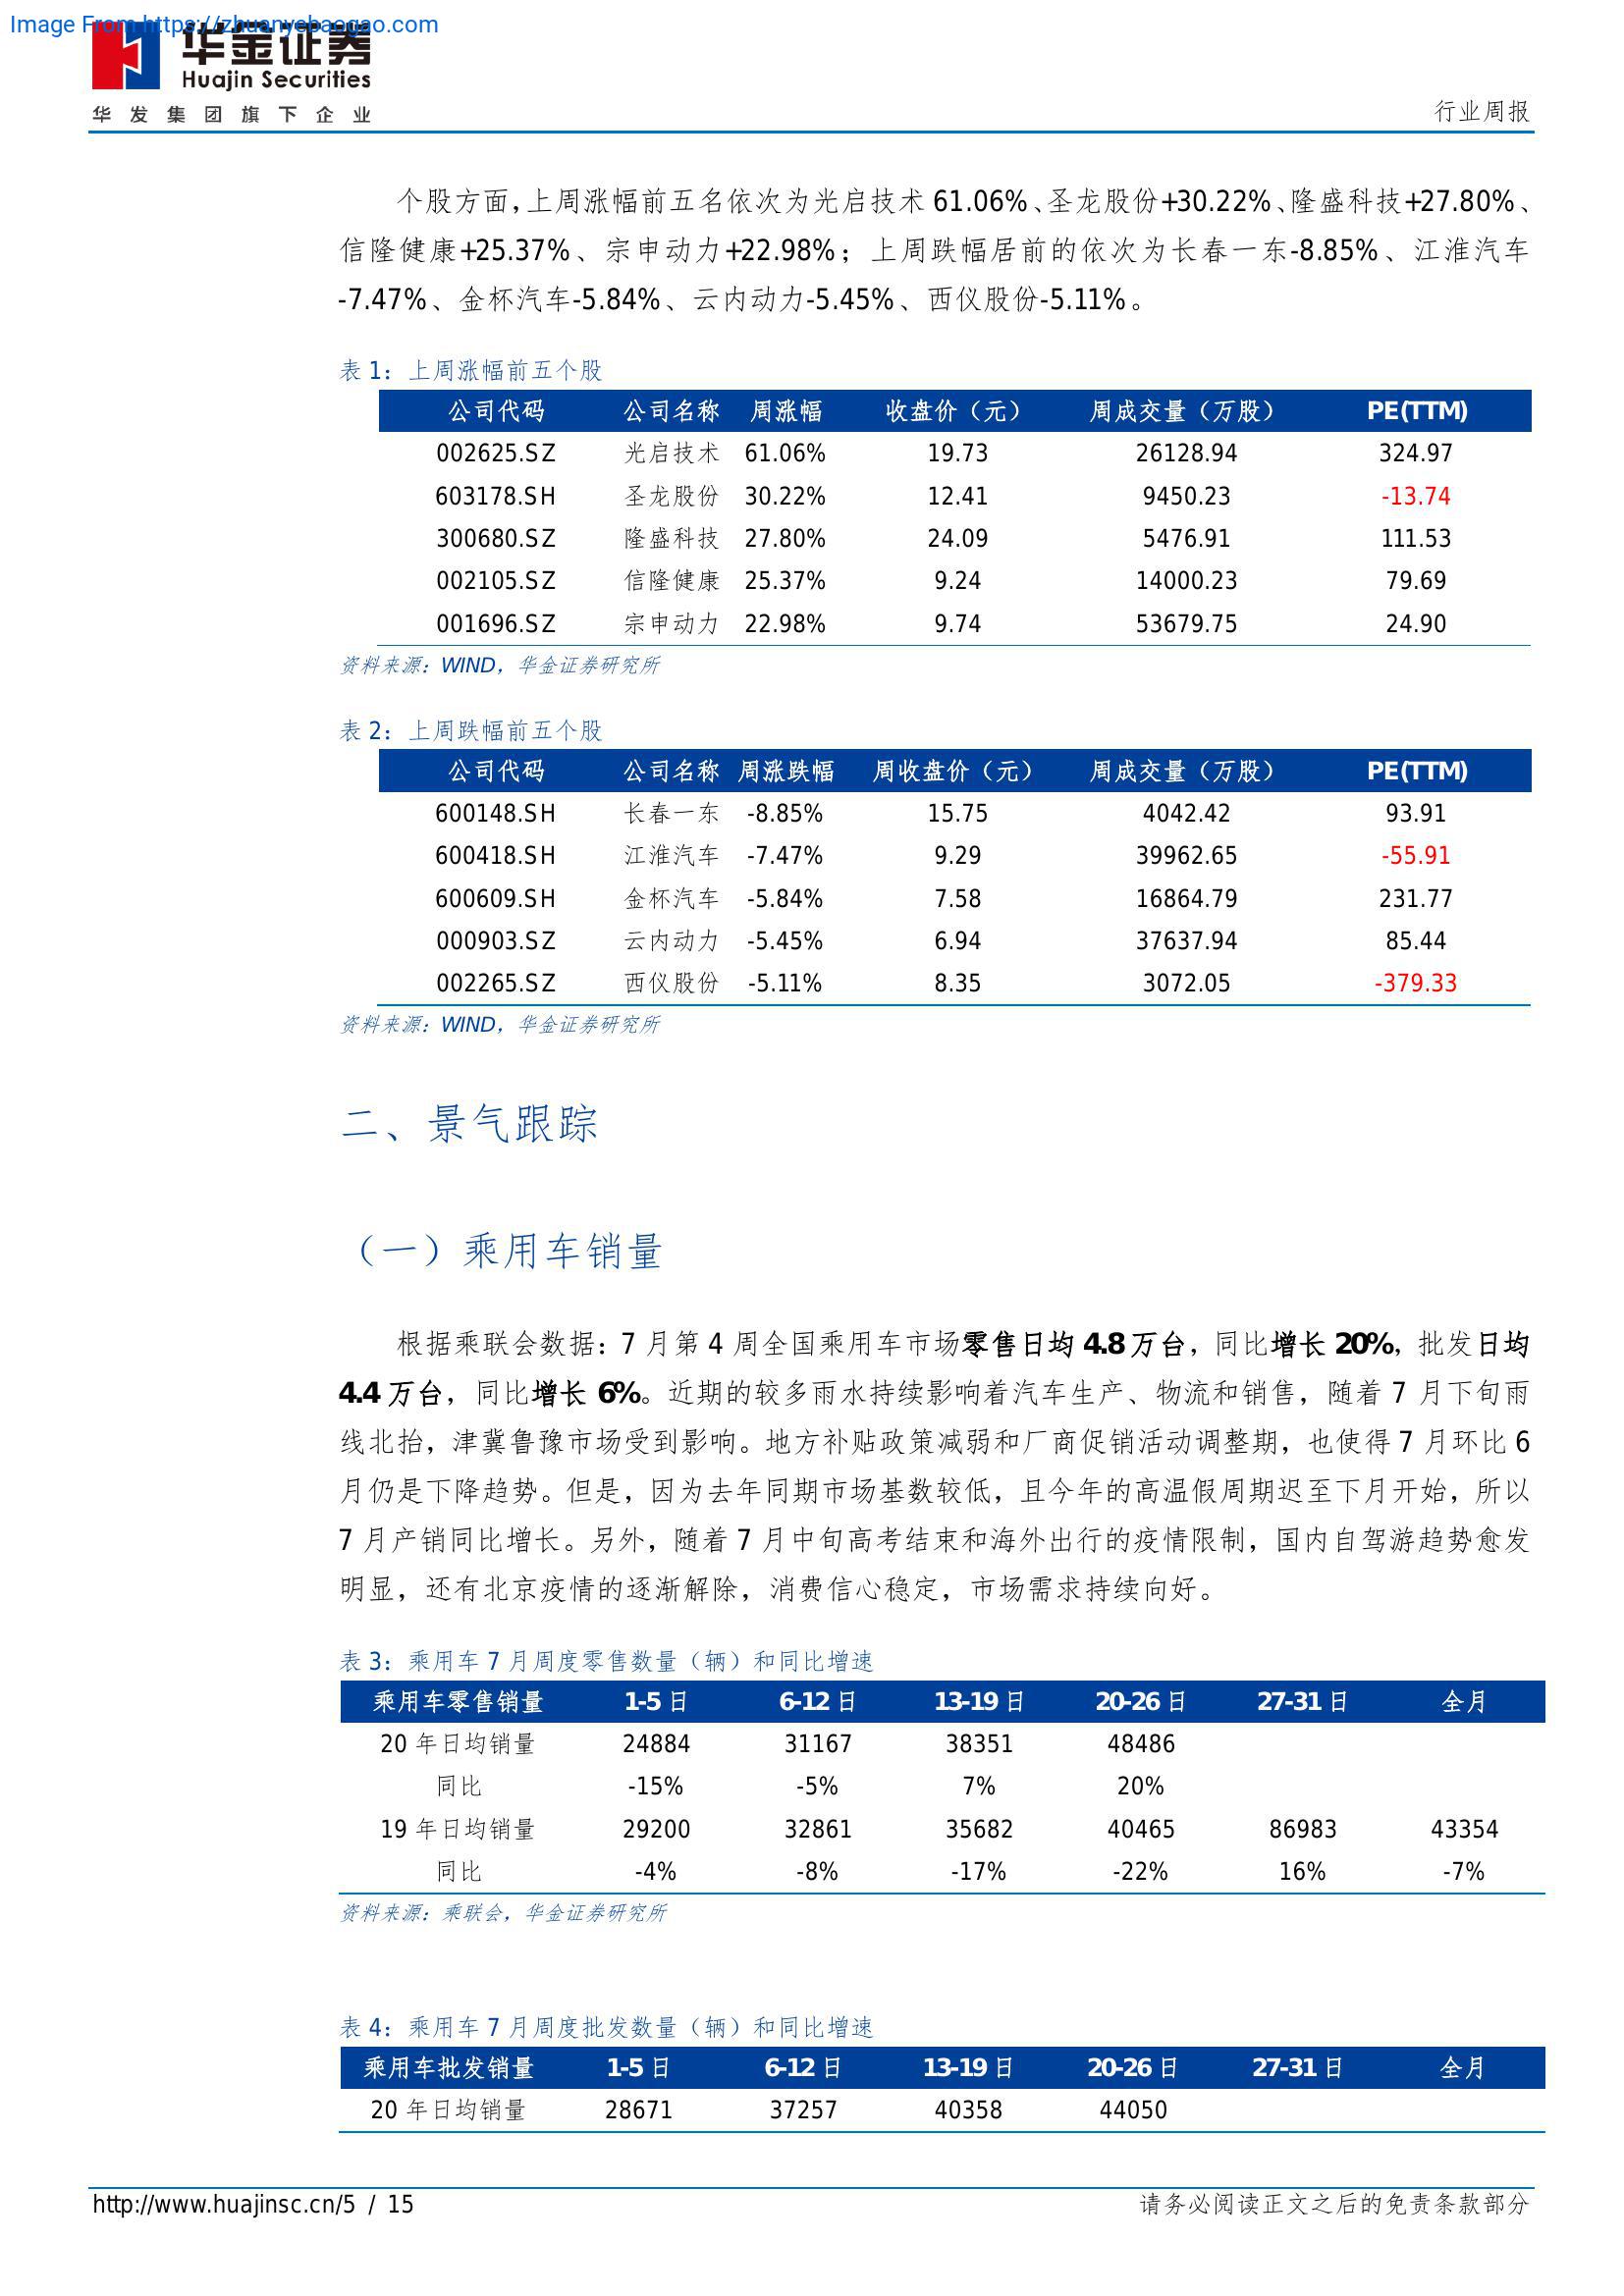 Image From https://zhuanyebaogao.com
华金证券
Huajin Securities
华发集团旗下企业
行业周报
个股方面，上周涨幅前五名依次为光启技术 61.06%、圣龙股份+30.22%、隆盛科技+27.80%、
信隆健康+25.37%、宗申动力+22.98%；上周跌幅居前的依次为长春一东-8.85%、江淮汽车
-7.47%、金杯汽车-5.84%、云内动力-5.45%、西仪股份-5.11%。
表 1：上周涨幅前五个股
公司代码 公司名称 周涨幅 收盘价（元） 周成交量（万股） PE(TTM)
002625.SZ 光启技术 61.06% 19.73 26128.94 324.97
603178.SH 圣龙股份 30.22% 12.41 9450.23 -13.74
300680.SZ 隆盛科技 27.80% 24.09 5476.91 111.53
002105.SZ 信隆健康 25.37% 9.24 14000.23 79.69
001696.SZ 宗申动力 22.98% 9.74 53679.75 24.90
资料来源：WIND，华金证券研究所
表 2：上周跌幅前五个股
公司代码 公司名称 周涨跌幅 周收盘价（元） 周成交量（万股） PE(TTM)
600148.SH 长春一东 -8.85% 15.75 4042.42 93.91
600418.SH 江淮汽车 -7.47% 9.29 39962.65 -55.91
600609.SH 金杯汽车 -5.84% 7.58 16864.79 231.77
000903.SZ 云内动力 -5.45% 6.94 37637.94 85.44
002265.SZ 西仪股份 -5.11% 8.35 3072.05 -379.33
资料来源：WIND，华金证券研究所
二、景气跟踪
（一）乘用车销量
根据乘联会数据：7 月第 4 周全国乘用车市场零售日均 4.8 万台，同比增长 20%，批发日均
4.4 万台，同比增长 6%。近期的较多雨水持续影响着汽车生产、物流和销售，随着 7 月下旬雨
线北抬，津冀鲁豫市场受到影响。地方补贴政策减弱和厂商促销活动调整期，也使得 7 月环比 6
月仍是下降趋势。但是，因为去年同期市场基数较低，且今年的高温假周期迟至下月开始，所以
7 月产销同比增长。另外，随着 7 月中旬高考结束和海外出行的疫情限制，国内自驾游趋势愈发
明显，还有北京疫情的逐渐解除，消费信心稳定，市场需求持续向好。
表 3：乘用车 7 月周度零售数量（辆）和同比增速
乘用车零售销量 1-5 日 6-12 日 13-19 日 20-26 日 27-31 日 全月
20 年日均销量 24884 31167 38351 48486
同比 -15% -5% 7% 20%
19 年日均销量 29200 32861 35682 40465 86983 43354
同比 -4% -8% -17% -22% 16% -7%
资料来源：乘联会，华金证券研究所
表 4：乘用车 7 月周度批发数量（辆）和同比增速
乘用车批发销量 1-5 日 6-12 日 13-19 日 20-26 日 27-31 日 全月
20 年日均销量 28671 37257 40358 44050
http://www.huajinsc.cn/5 / 15
请务必阅读正文之后的免责条款部分